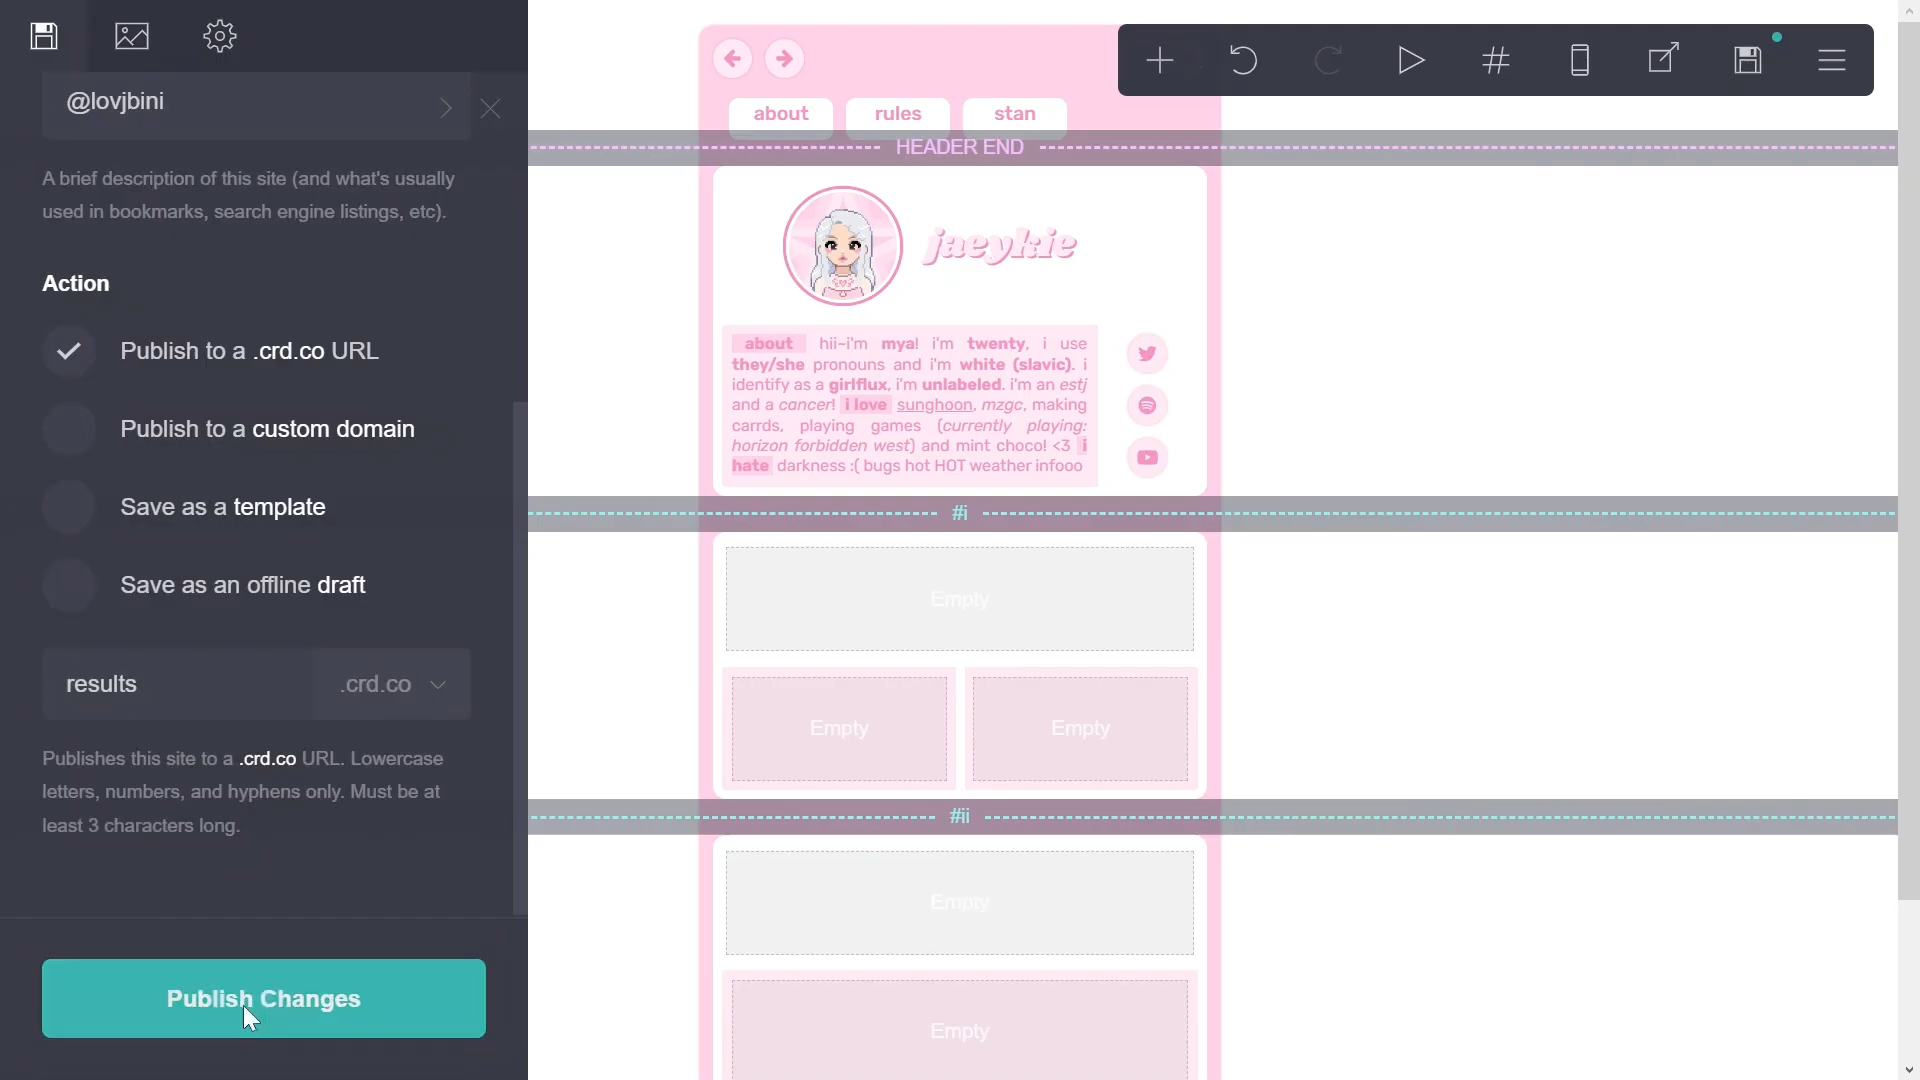 @lovjbini
A brief description of this site (and what's usually
used in bookmarks, search engine listings, etc).
Action
Publish to a .crd.co URL
Publish to a custom domain
Save as a template
Save as an offline draft
results
.crd.co
Publishes this site to a .crd.co URL. Lowercase
letters, numbers, and hyphens only. Must be at
least 3 characters long.
Publish Changes
about
rules
stan
HEADER END
jaeykie
about hii~i'm mya! i'm twenty, i use
they/she pronouns and i'm white (slavic). i
identify as a girlflux, i'm unlabeled. i'm an estj
and a cancer! i love sunghoon, mzgc, making
carrds, playing games (currently playing:
horizon forbidden west) and mint choco! <3 i
hate darkness :( bugs hot HOT weather infooo
#i
Empty
Empty
Empty
#ii
Empty
Empty